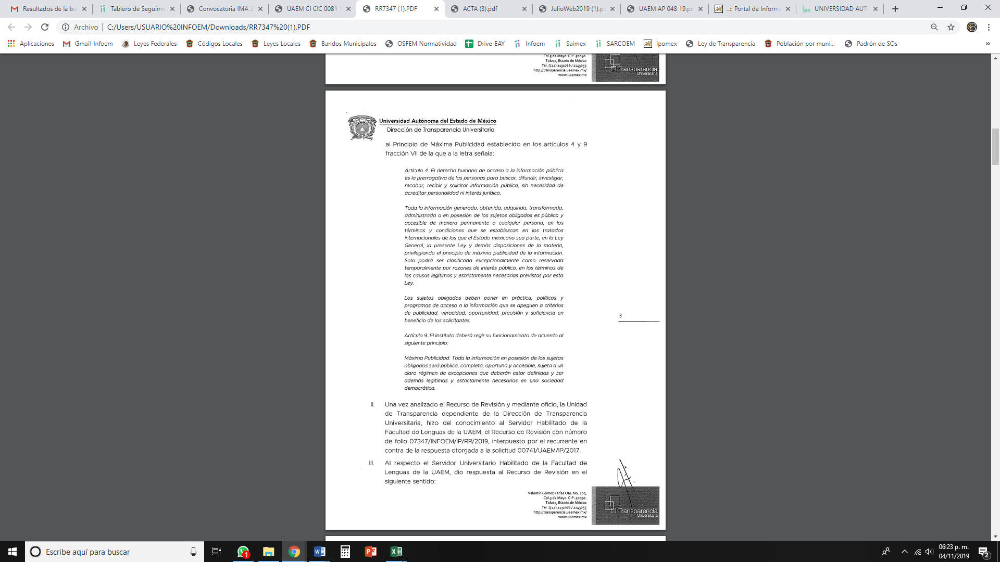 Resultados de la bú
Tablero de Seguimie
Convocatoria IMA 2
UAEM CI CIC 0081 1
RR7347 (1).PDF
ACTA (3).pdf
JulioWeb2019 (1).pd
UAEM AP 048 19.pd
..:: Portal de Informa
UNIVERSIDAD AUTÓ
Archivo
C:/Users/USUARIO%20INFOEM/Downloads/RR7347%20(1).PDF
Aplicaciones
Gmail-Infoem
Leyes Federales
Códigos Locales
Leyes Locales
Bandos Municipales
OSFEM Normatividad
Drive-EAY
Infoem
Saimex
SARCOEM
Ipomex
Ley de Transparencia
Población por muni...
Padrón de SOs
»
Col.5 de Mayo. C.P. 50090.
Toluca, Estado de México
Tel. (722) 2131086 / 2143055
http://transparencia.uaemex.mx/
www.uaemex.mx
Transparencia
Universitaria
Universidad Autónoma del Estado de México
Dirección de Transparencia Universitaria
al Principio de Máxima Publicidad establecido en los artículos 4 y 9
fracción VII de la que a la letra señala:
Artículo 4. El derecho humano de acceso a la información pública
es la prerrogativa de las personas para buscar, difundir, investigar,
recabar, recibir y solicitar información pública, sin necesidad de
acreditar personalidad ni interés jurídico.
Toda la información generada, obtenida, adquirida, transformada,
administrada o en posesión de los sujetos obligados es pública y
accesible de manera permanente a cualquier persona, en los
términos y condiciones que se establezcan en los tratados
internacionales de los que el Estado mexicano sea parte, en la Ley
General, la presente Ley y demás disposiciones de la materia,
privilegiando el principio de máxima publicidad de la información.
Solo podrá ser clasificada excepcionalmente como reservada
temporalmente por razones de interés público, en los términos de
las causas legítimas y estrictamente necesarias previstas por esta
Ley.
Los sujetos obligados deben poner en práctica, políticas y
programas de acceso a la información que se apeguen a criterios
de publicidad, veracidad, oportunidad, precisión y suficiencia en
beneficio de los solicitantes.
3
Artículo 9. El Instituto deberá regir su funcionamiento de acuerdo al
siguiente principio:
Máxima Publicidad: Toda la información en posesión de los sujetos
obligados será pública, completa, oportuna y accesible, sujeta a un
claro régimen de excepciones que deberán estar definidas y ser
además legítimas y estrictamente necesarias en una sociedad
democrática.
II. Una vez analizado el Recurso de Revisión y mediante oficio, la Unidad
de Transparencia dependiente de la Dirección de Transparencia
Universitaria, hizo del conocimiento al Servidor Habilitado de la
Facultad de Lenguas de la UAEM, el Recurso de Revisión con número
de folio 07347/INFOEM/IP/RR/2019, interpuesto por el recurrente en
contra de la respuesta otorgada a la solicitud 00741/UAEM/IP/2017.
III. Al respecto el Servidor Universitario Habilitado de la Facultad de
Lenguas de la UAEM, dio respuesta al Recurso de Revisión en el
siguiente sentido:
Valentín Gómez Farías Ote. No. 200,
Col.5 de Mayo. C.P. 50090.
Toluca, Estado de México
Tel. (722) 2131086 / 2143055
http://transparencia.uaemex.mx/
www.uaemex.mx
Transparencia
Universitaria
Escribe aquí para buscar
1
06:23 p. m.
04/11/2019
2